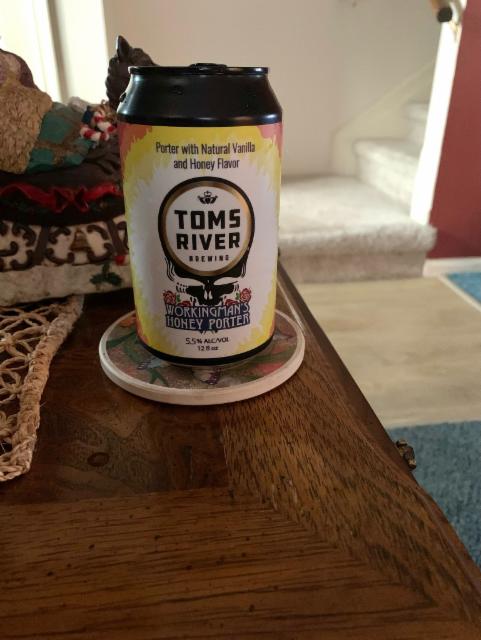 Porter with Natural Vanilla
and Honey Flavor
TOMS
RIVER
BREWING
WORKINGMAN'S
HONEY PORTER
5.5% ALC/VOL
12 fl oz